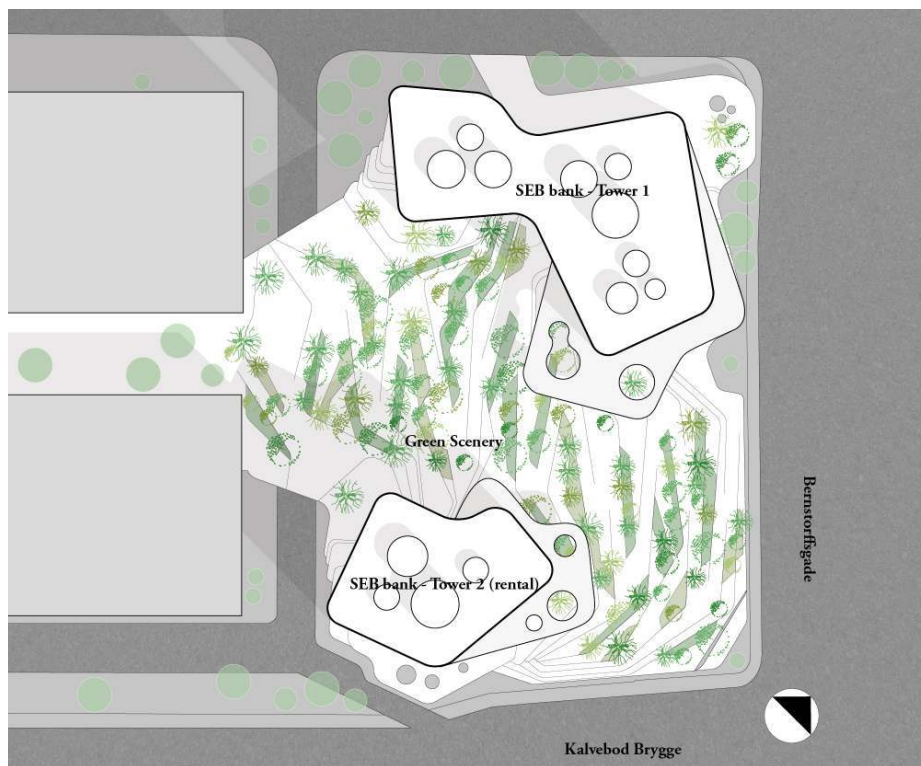 SEB bank - Tower 1
Green Scenery
Bernstorffsgade
SEB bank - Tower 2 (rental)
Kalvebod Brygge